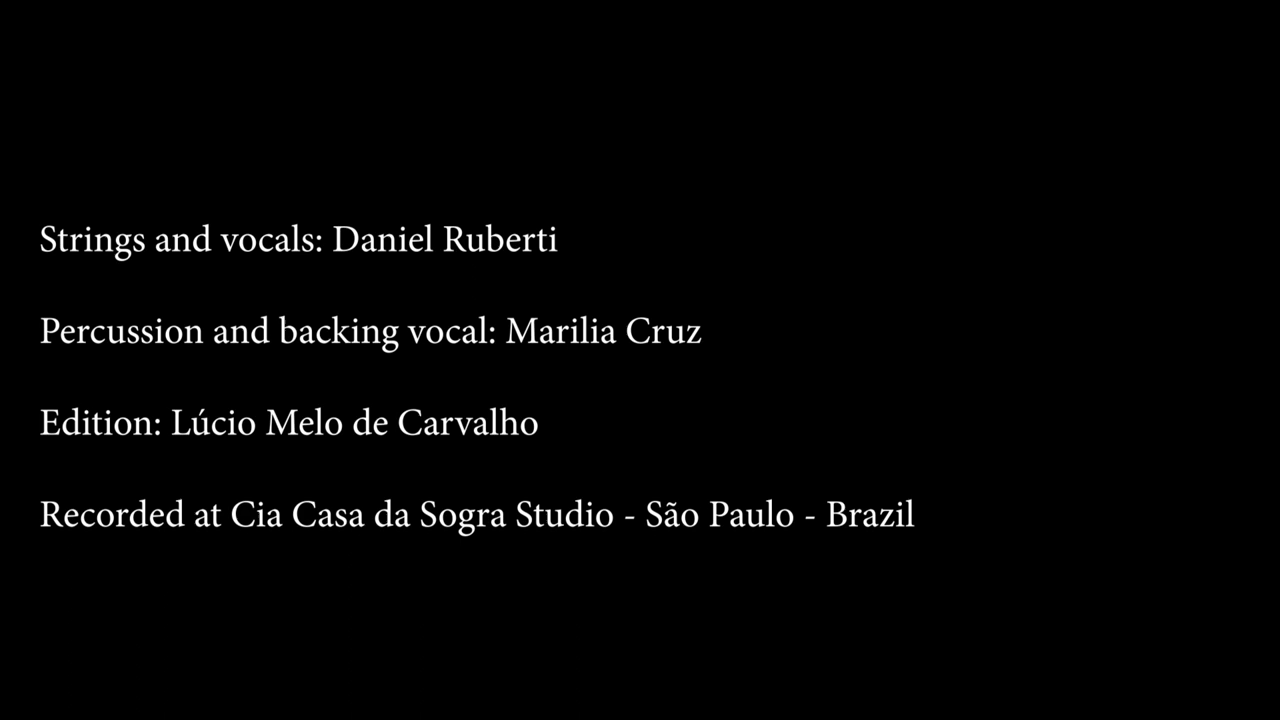 Strings and vocals: Daniel Ruberti
Percussion and backing vocal: Marilia Cruz
Edition: Lúcio Melo de Carvalho
Recorded at Cia Casa da Sogra Studio - São Paulo - Brazil